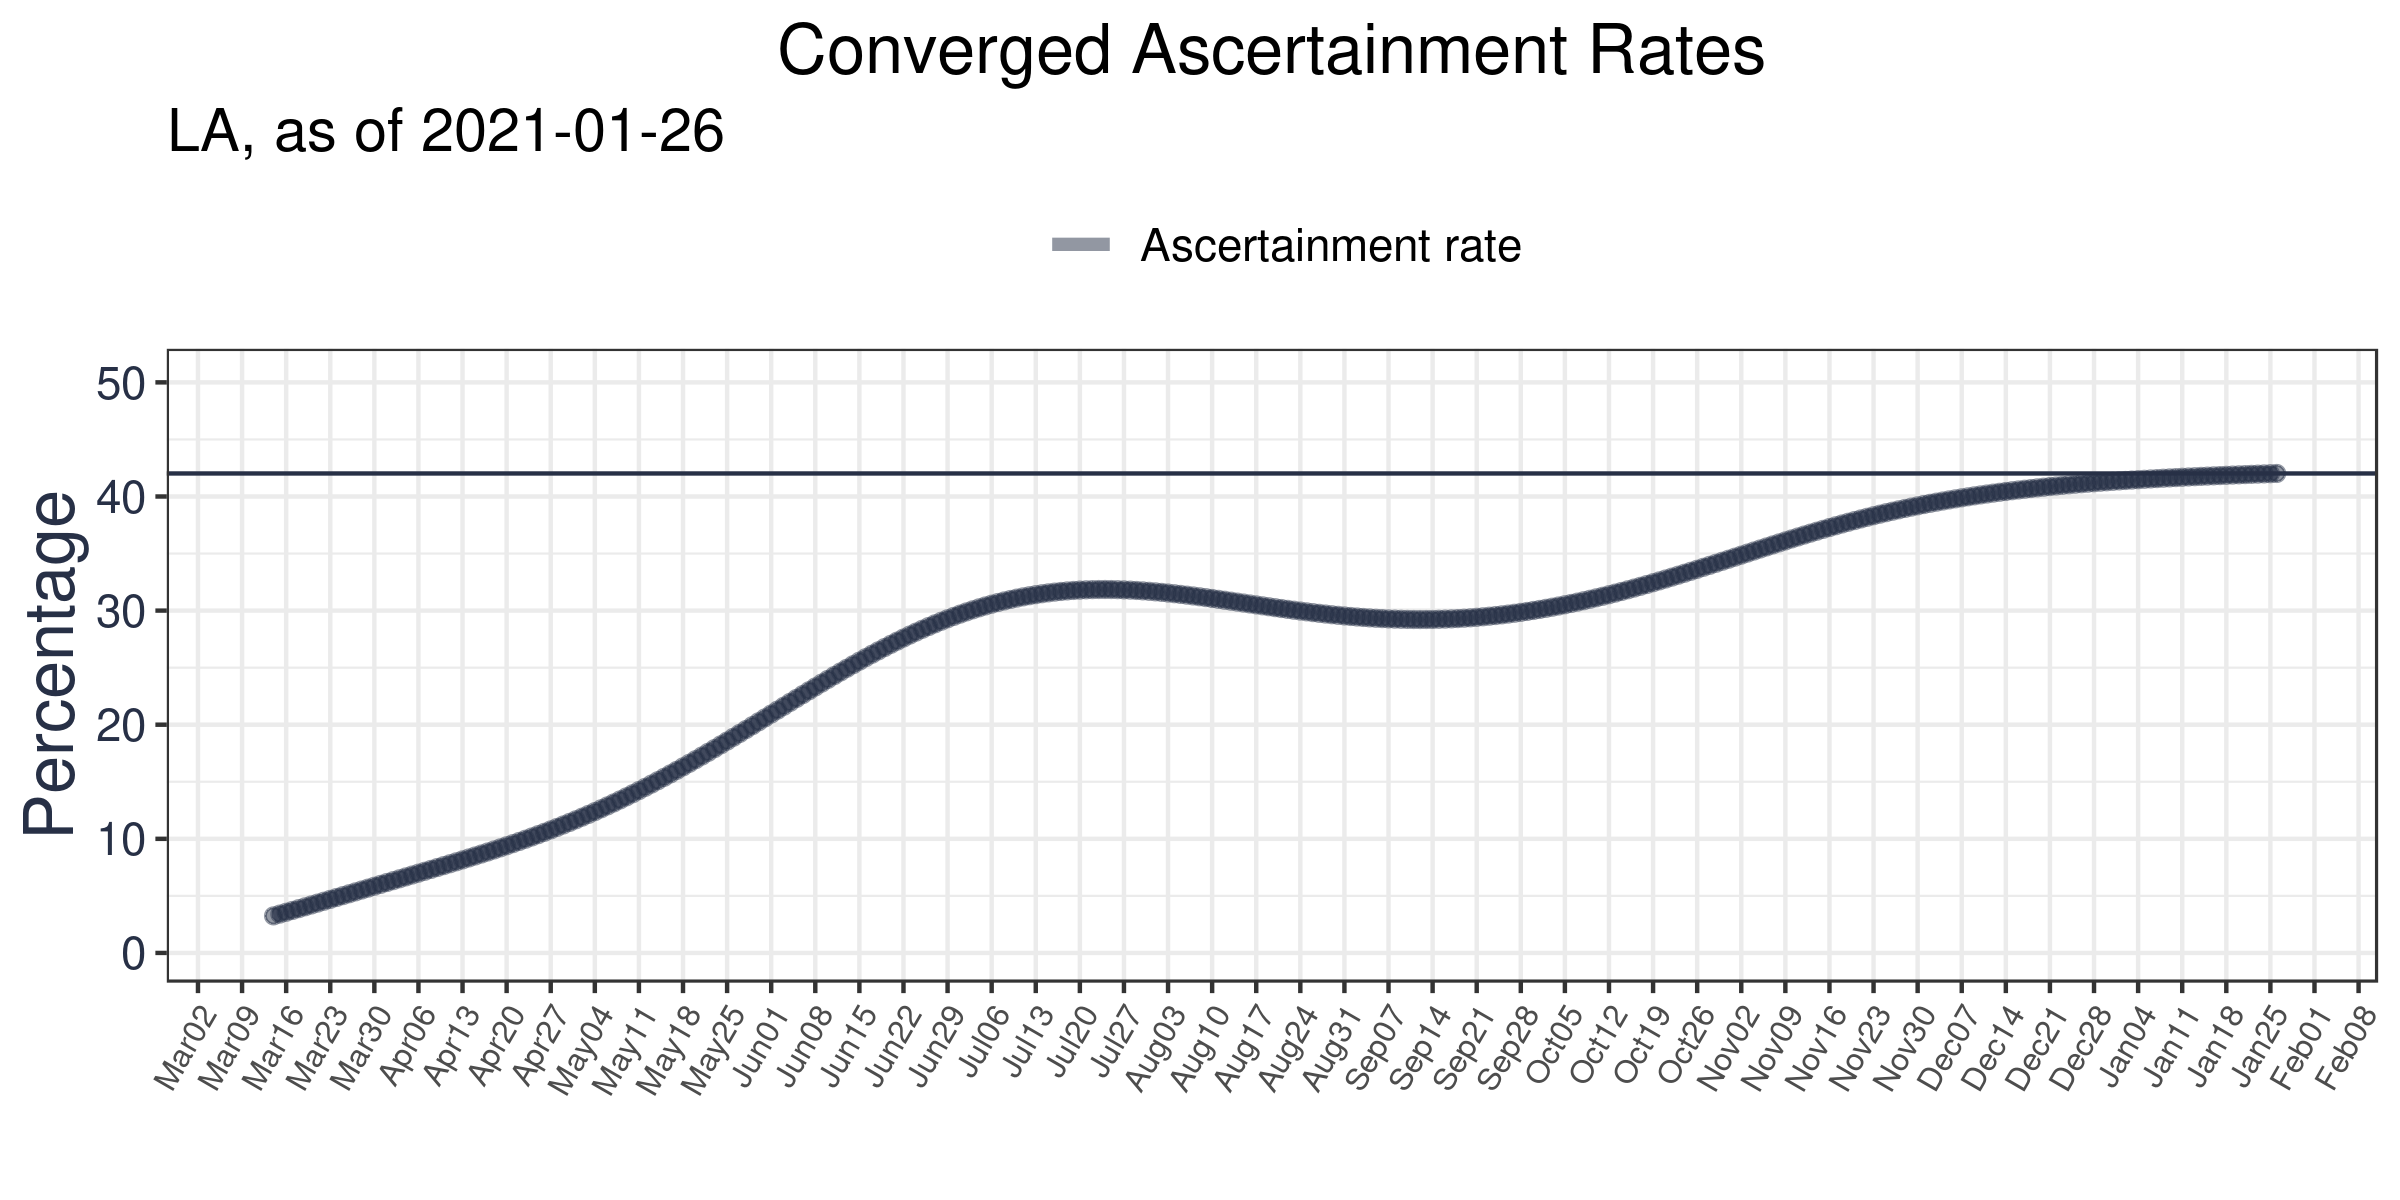 Converged Ascertainment Rates
LA, as of 2021-01-26
Ascertainment rate
Percentage
50
40
30
20
10
0
Mar02 Mar09 Mar16 Mar23 Mar30 Apr06 Apr13 Apr20 Apr27 May04 May11 May18 May25 Jun01 Jun08 Jun15 Jun22 Jun29 Jul06 Jul13 Jul20 Jul27 Aug03 Aug10 Aug17 Aug24 Aug31 Sep07 Sep14 Sep21 Sep28 Oct05 Oct12 Oct19 Oct26 Nov02 Nov09 Nov16 Nov23 Nov30 Dec07 Dec14 Dec21 Dec28 Jan04 Jan11 Jan18 Jan25 Feb01 Feb08